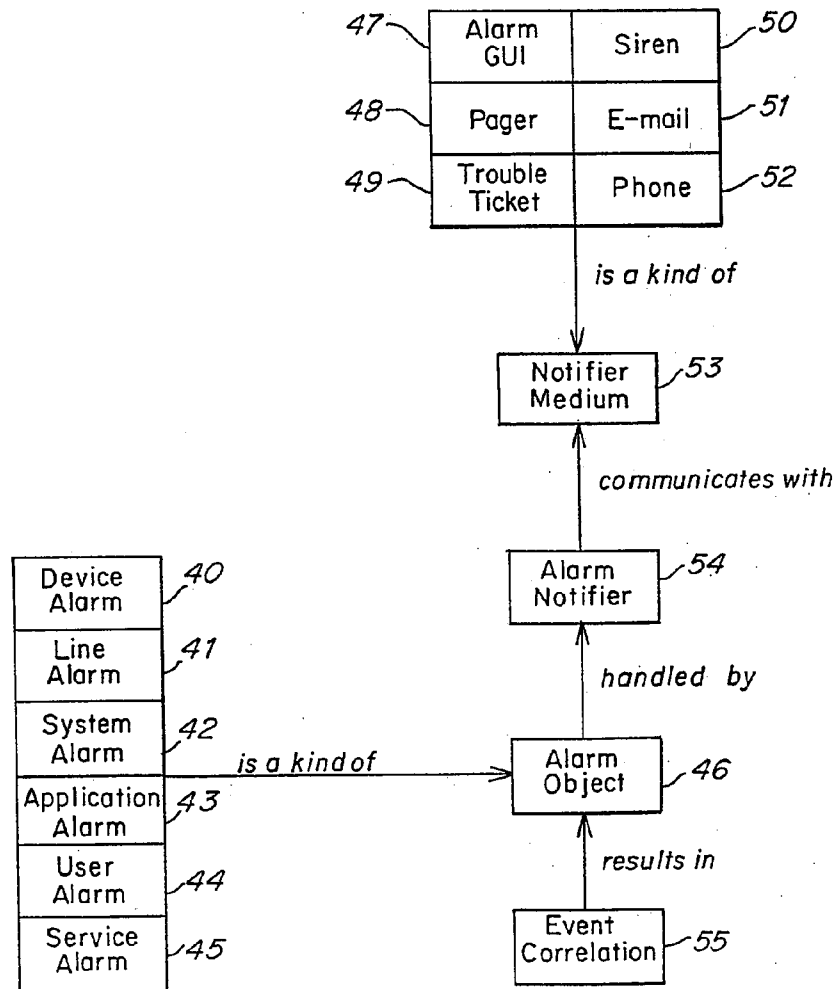 47 Alarm GUI Siren 50
48 Pager E-mail 51
49 Trouble Ticket Phone 52
is a kind of
Notifier Medium 53
communicates with
Alarm Notifier 54
handled by
Device Alarm 40
Line Alarm 41
System Alarm 42
is a kind of
Alarm Object 46
Application Alarm 43
results in
User Alarm 44
Event Correlation 55
Service Alarm 45